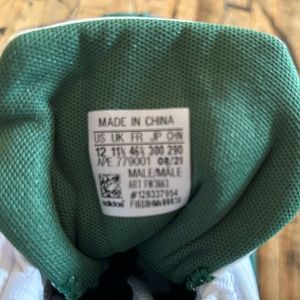 MADE IN CHINA
US UK FR JP CHN
12 11½ 46⅔ 300 290
APE 779001 08/21
MALE/MALE
ART FW3663
#128337954
adidas